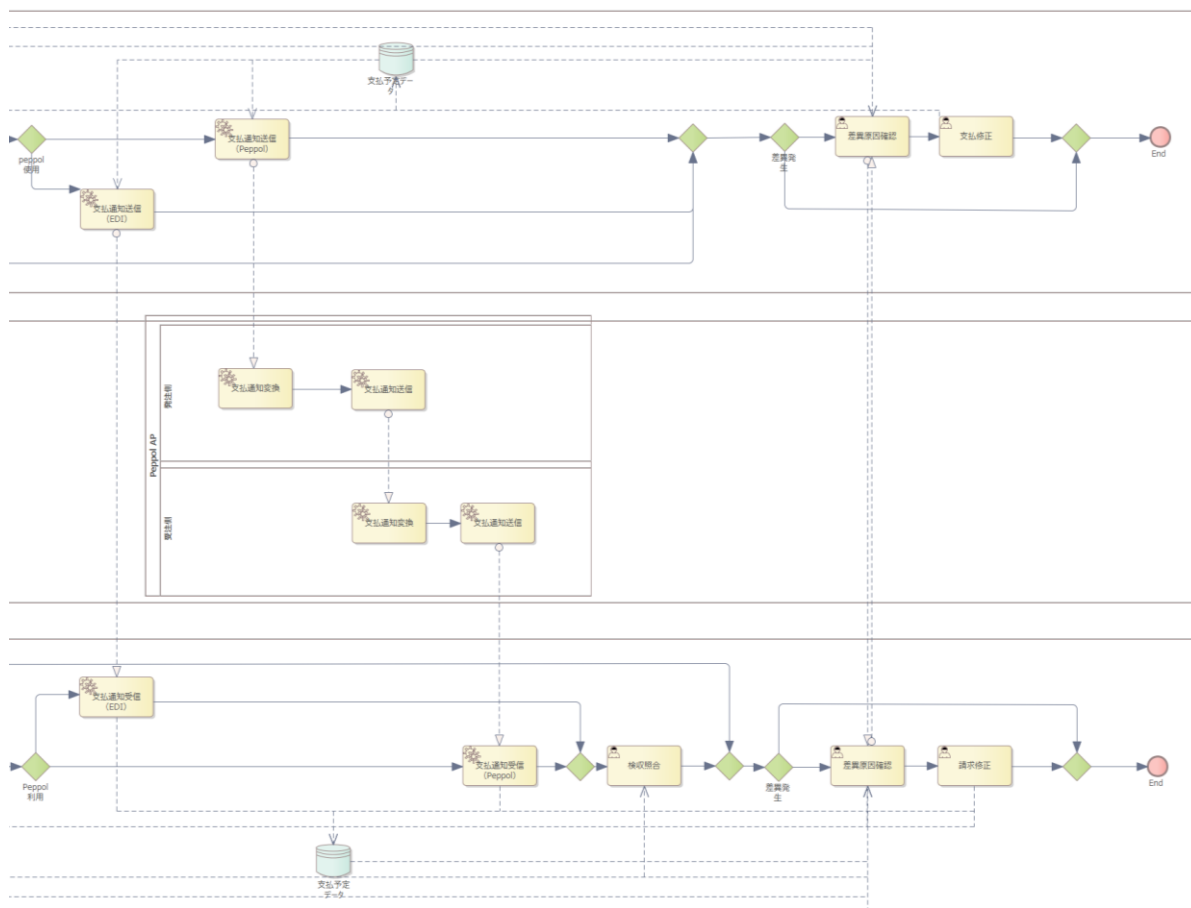 支払予定デー
タ
支払通知送信
(Peppol)
差異原因確認
支払修正
peppol
使用
差異発
生
End
支払通知送信
(EDI)
Peppol AP
発注側
支払通知変換
支払通知送信
受注側
支払通知変換
支払通知送信
支払通知受信
(EDI)
支払通知受信
(Peppol)
検収照合
差異原因確認
請求修正
Peppol
利用
差異発
生
End
支払予定
データ